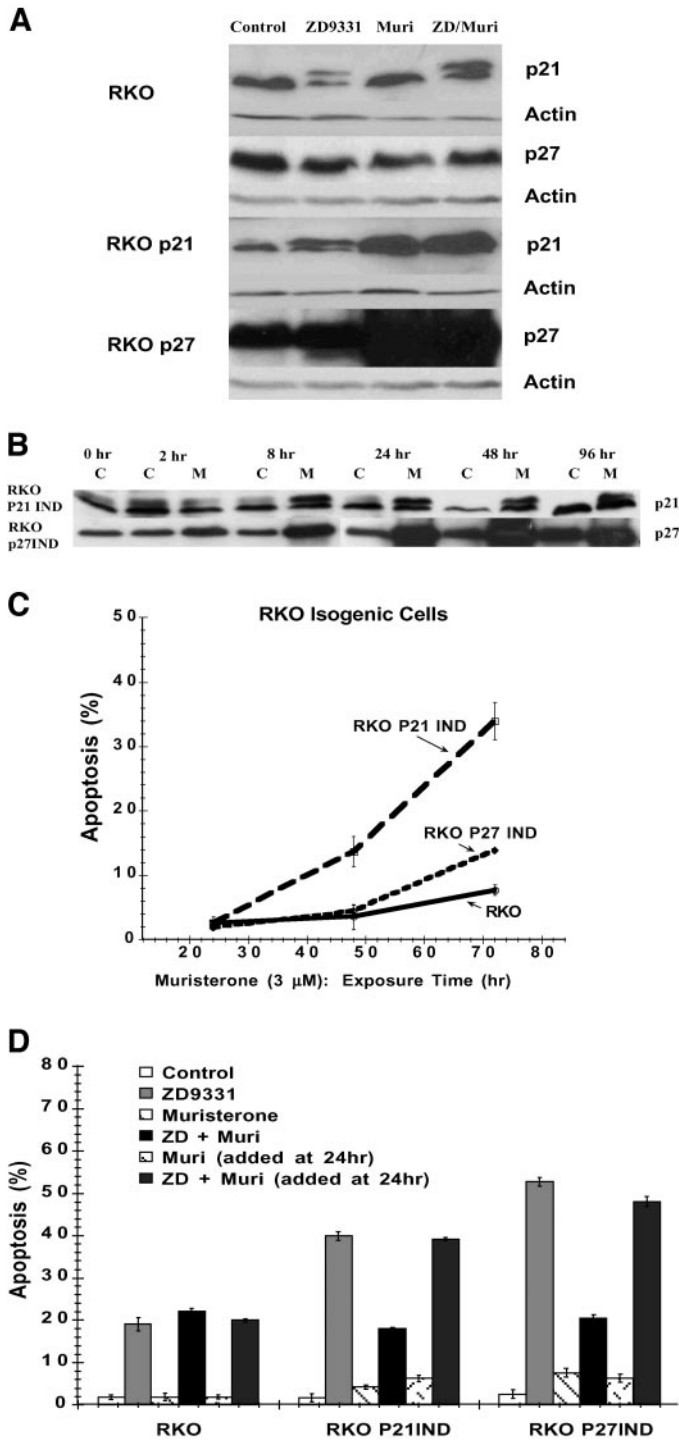 A
Control ZD9331 Muri ZD/Muri
RKO
p21
Actin
p27
Actin
RKO p21
p21
Actin
RKO p27
p27
Actin
B
0 hr 2 hr 8 hr 24 hr 48 hr 96 hr
C C M C M C M C M C M
RKO
P21 IND
p21
RKO
p27IND
p27
C
RKO Isogenic Cells
Apoptosis (%)
50
40
30
20
10
0
RKO P21 IND
RKO P27 IND
RKO
20 30 40 50 60 70 80
Muristerone (3 µM): Exposure Time (hr)
D
Apoptosis (%)
80
70
60
50
40
30
20
10
0
Control
ZD9331
Muristerone
ZD + Muri
Muri (added at 24hr)
ZD + Muri (added at 24hr)
RKO RKO P21IND RKO P27IND